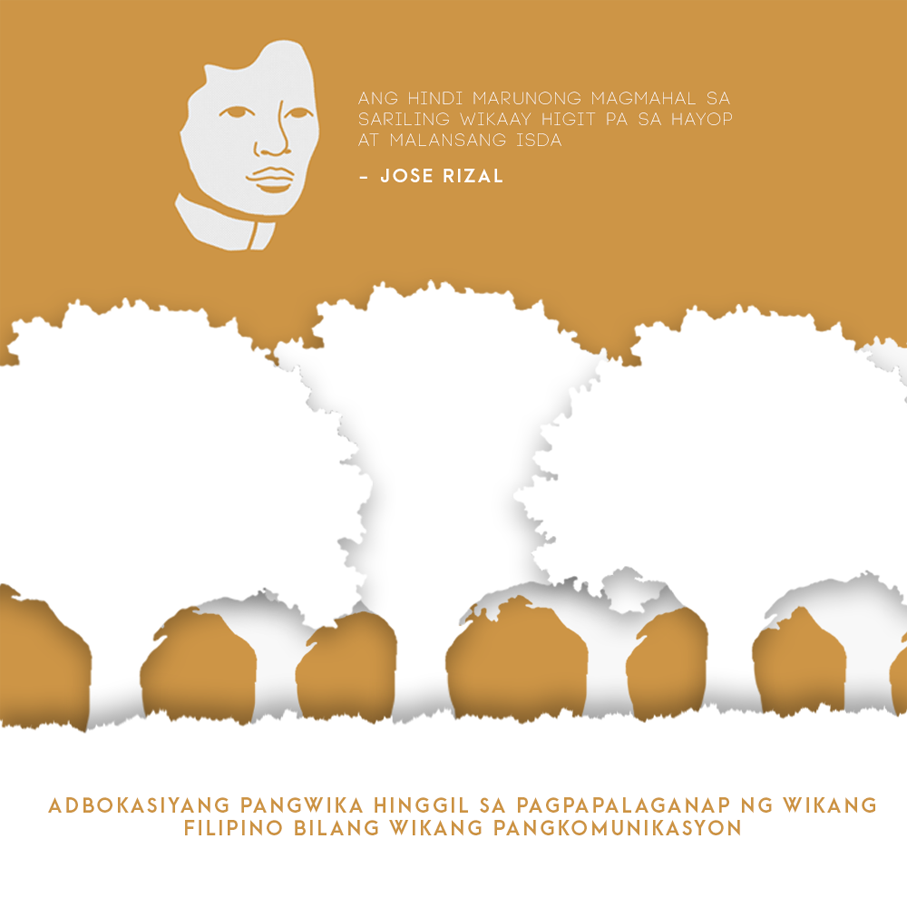 ANG HINDI MARUNONG MAGMAHAL SA
SARILING WIKAAY HIGIT PA SA HAYOP
AT MALANSANG ISDA
- JOSE RIZAL
ADBOKASIYANG PANGWIKA HINGGIL SA PAGPAPALAGANAP NG WIKANG
FILIPINO BILANG WIKANG PANGKOMUNIKASYON